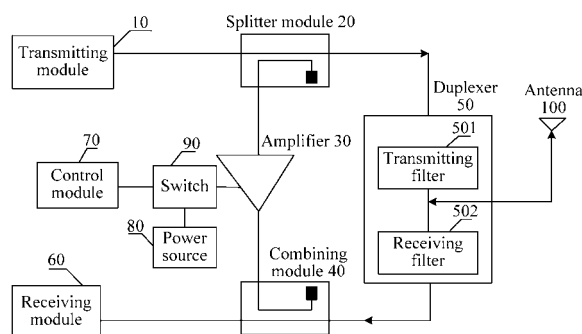 10
Transmitting
module
Splitter module 20
Duplexer
50
Antenna
100
501
Transmitting
filter
502
Receiving
filter
Amplifier 30
70
Control
module
90
Switch
80
Power
source
60
Receiving
module
Combining
module 40